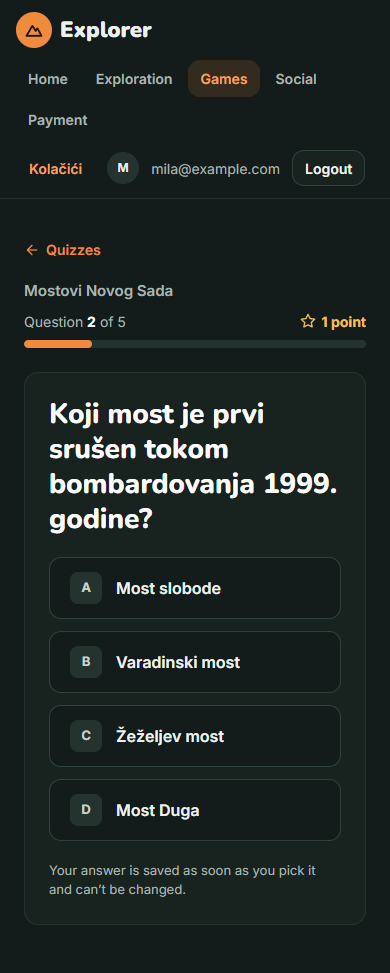 Explorer
Home Exploration Games Social
Payment
Kolačići M mila@example.com Logout
← Quizzes
Mostovi Novog Sada
Question 2 of 5 1 point
Koji most je prvi
srušen tokom
bombardovanja 1999.
godine?
A Most slobode
B Varadinski most
C Žeželjev most
D Most Duga
Your answer is saved as soon as you pick it
and can't be changed.